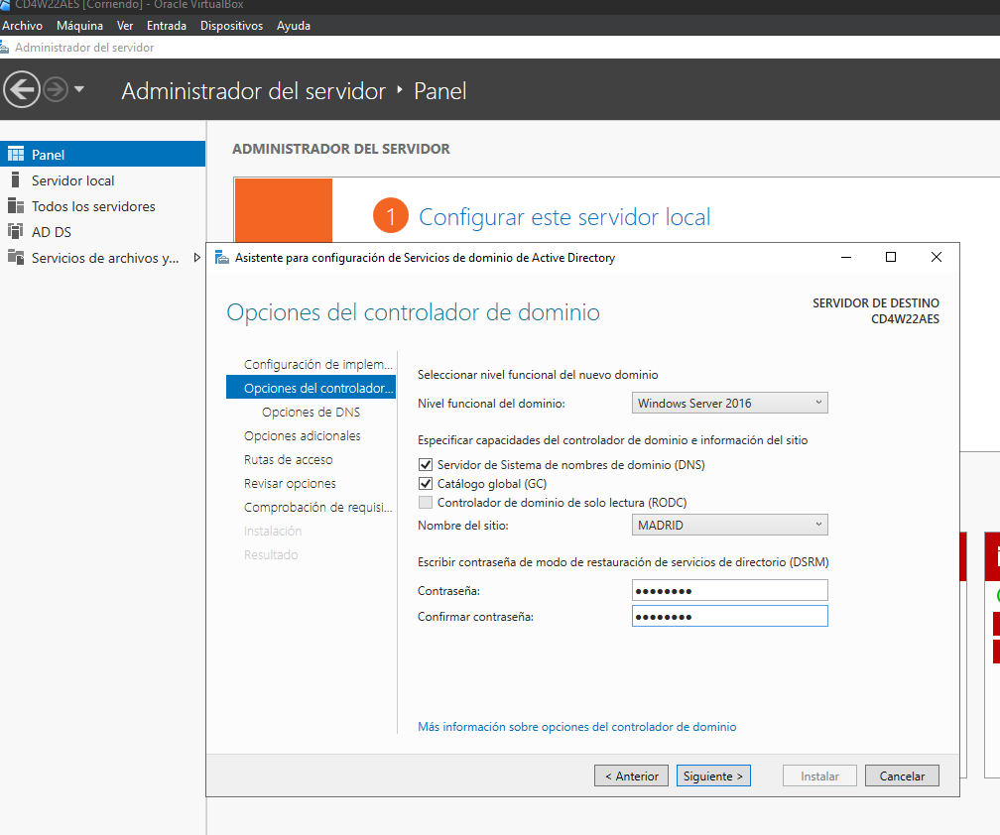 CD4W22AES [Corriendo] - Oracle VirtualBox
Archivo Máquina Ver Entrada Dispositivos Ayuda
Administrador del servidor
Administrador del servidor Panel
Panel
Servidor local
Todos los servidores
AD DS
Servicios de archivos y...
ADMINISTRADOR DEL SERVIDOR
1 Configurar este servidor local
Asistente para configuración de Servicios de dominio de Active Directory
Opciones del controlador de dominio
SERVIDOR DE DESTINO
CD4W22AES
Configuración de implem...
Opciones del controlador...
Opciones de DNS
Opciones adicionales
Rutas de acceso
Revisar opciones
Comprobación de requisi...
Instalación
Resultado
Seleccionar nivel funcional del nuevo dominio
Nivel funcional del dominio: Windows Server 2016
Especificar capacidades del controlador de dominio e información del sitio
Servidor de Sistema de nombres de dominio (DNS)
Catálogo global (GC)
Controlador de dominio de solo lectura (RODC)
Nombre del sitio: MADRID
Escribir contraseña de modo de restauración de servicios de directorio (DSRM)
Contraseña: ••••••••
Confirmar contraseña: ••••••••
Más información sobre opciones del controlador de dominio
< Anterior Siguiente > Instalar Cancelar